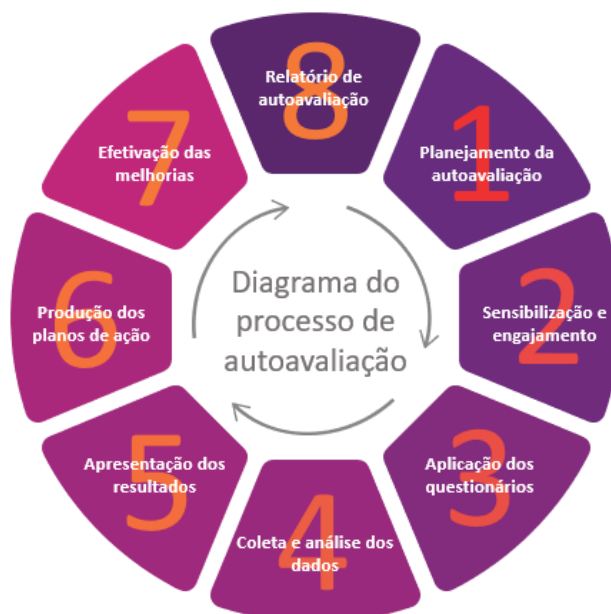 8
Relatório de
autoavaliação
1
Planejamento da
autoavaliação
2
Sensibilização e
engajamento
3
Aplicação dos
questionários
4
Coleta e análise dos
dados
5
Apresentação dos
resultados
6
Produção dos
planos de ação
7
Efetivação das
melhorias
Diagrama do
processo de
autoavaliação